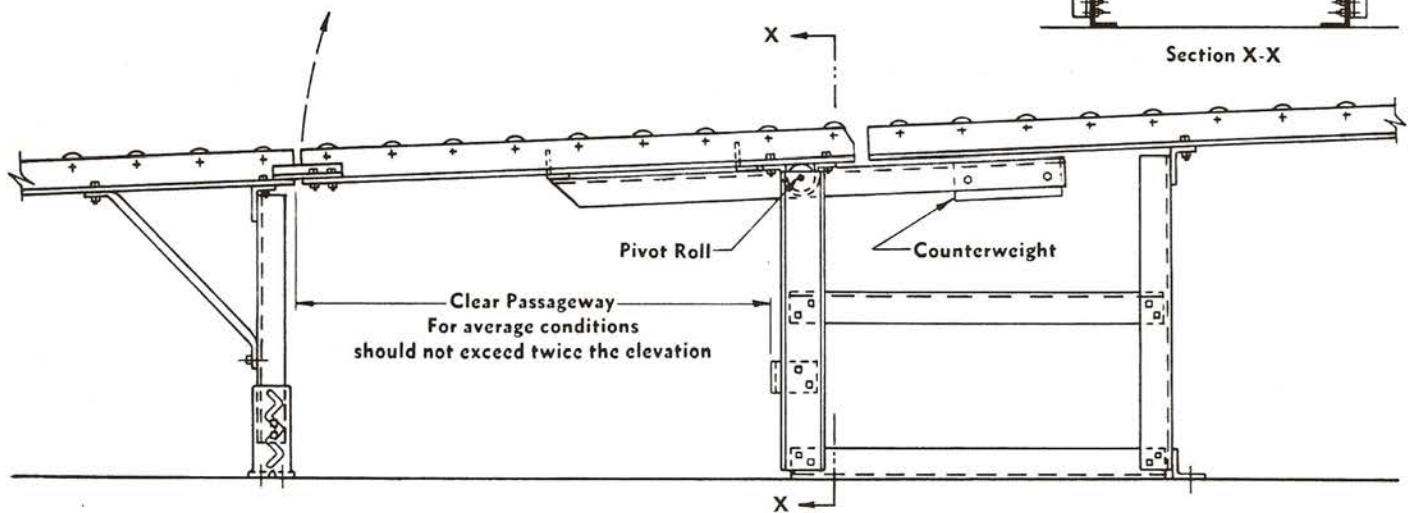 X
Section X-X
Pivot Roll
Counterweight
Clear Passageway
For average conditions
should not exceed twice the elevation
X